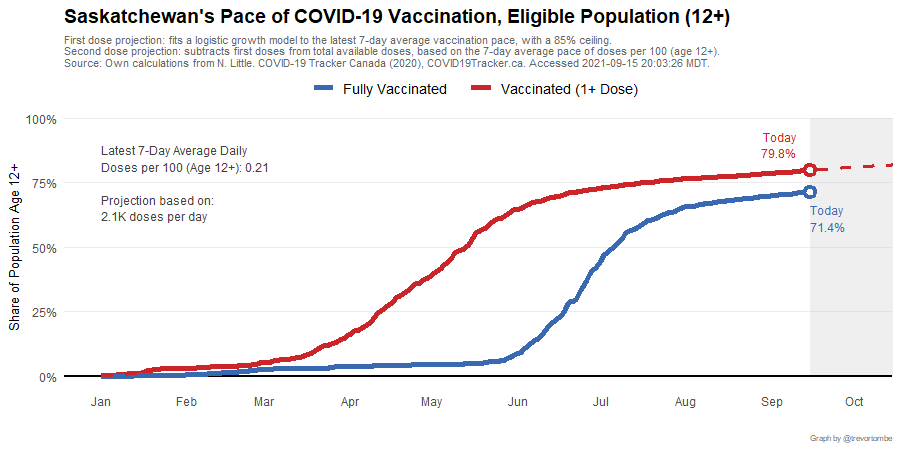 Saskatchewan's Pace of COVID-19 Vaccination, Eligible Population (12+)
First dose projection: fits a logistic growth model to the latest 7-day average vaccination pace, with a 85% ceiling.
Second dose projection: subtracts first doses from total available doses, based on the 7-day average pace of doses per 100 (age 12+).
Source: Own calculations from N. Little. COVID-19 Tracker Canada (2020), COVID19Tracker.ca. Accessed 2021-09-15 20:03:26 MDT.
Fully Vaccinated
Vaccinated (1+ Dose)
Share of Population Age 12+
100%
75%
50%
25%
0%
Latest 7-Day Average Daily
Doses per 100 (Age 12+): 0.21
Projection based on:
2.1K doses per day
Today
79.8%
Today
71.4%
Jan Feb Mar Apr May Jun Jul Aug Sep Oct
Graph by @trevortombe